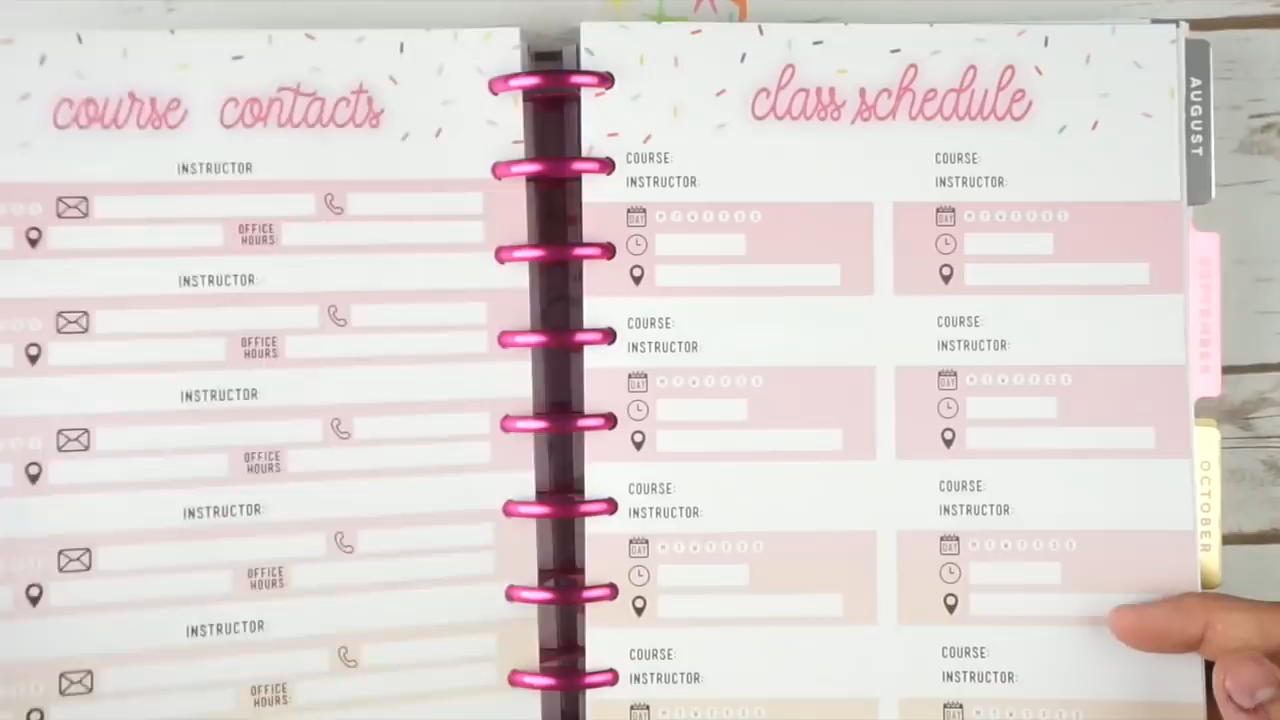 course contacts
INSTRUCTOR
OFFICE
HOURS:
INSTRUCTOR:
OFFICE
HOURS:
INSTRUCTOR:
OFFICE
HOURS:
INSTRUCTOR:
OFFICE
HOURS:
INSTRUCTOR
OFFICE
HOURS:
class schedule
COURSE: COURSE:
INSTRUCTOR: INSTRUCTOR:
DAY M T W T F S S DAY M T W T F S S
COURSE: COURSE:
INSTRUCTOR: INSTRUCTOR:
DAY M T W T F S S DAY M T W T F S S
COURSE: COURSE:
INSTRUCTOR: INSTRUCTOR:
DAY M T W T F S S DAY M T W T F S S
COURSE: COURSE:
INSTRUCTOR: INSTRUCTOR:
AUGUST
SEPTEMBER
OCTOBER